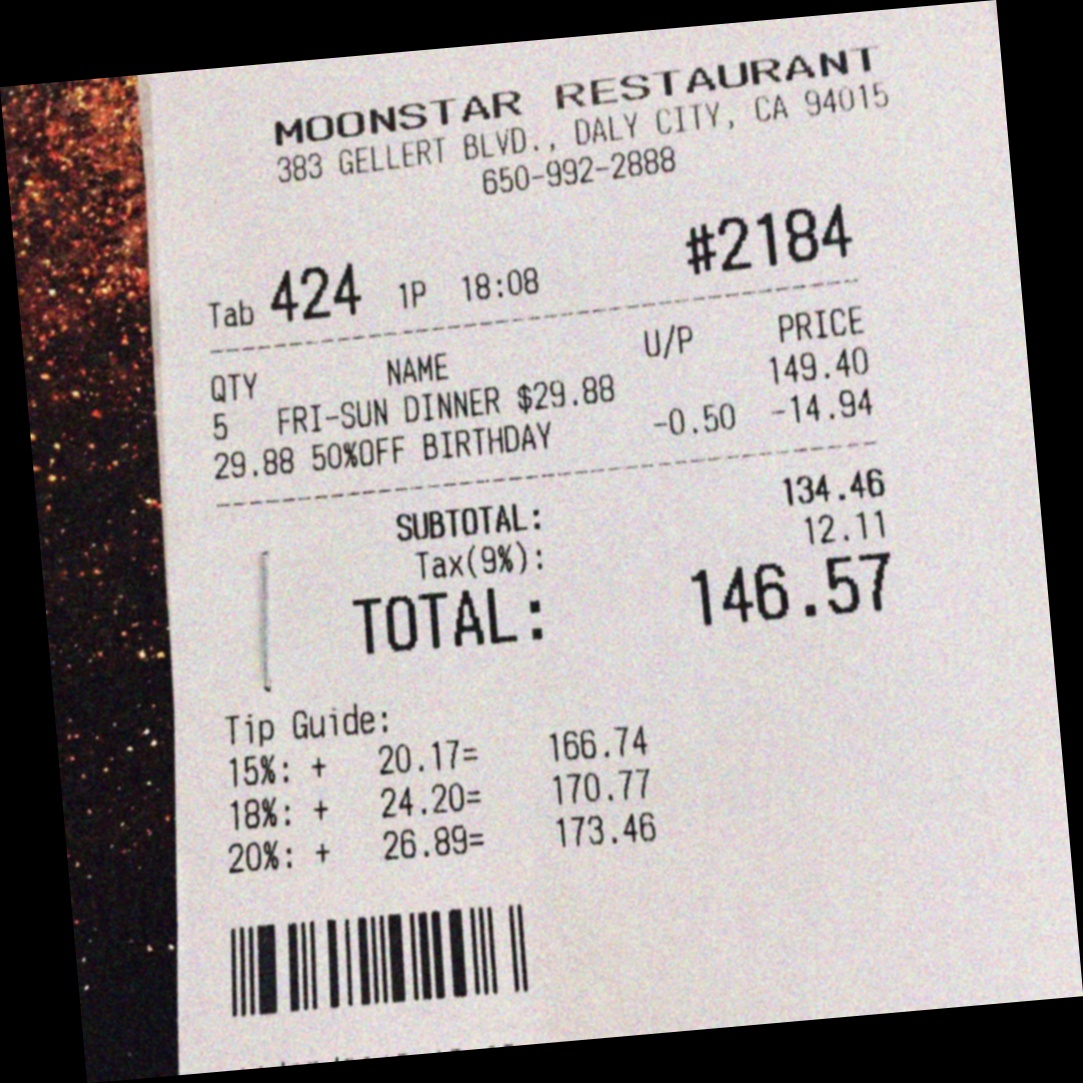 MOONSTAR RESTAURANT
383 GELLERT BLVD., DALY CITY, CA 94015
650-992-2888
Tab 424 1P 18:08 #2184
QTY NAME U/P PRICE
5 FRI-SUN DINNER $29.88 149.40
29.88 50%OFF BIRTHDAY -0.50 -14.94
SUBTOTAL: 134.46
Tax(9%): 12.11
TOTAL: 146.57
Tip Guide:
15%: + 20.17= 166.74
18%: + 24.20= 170.77
20%: + 26.89= 173.46